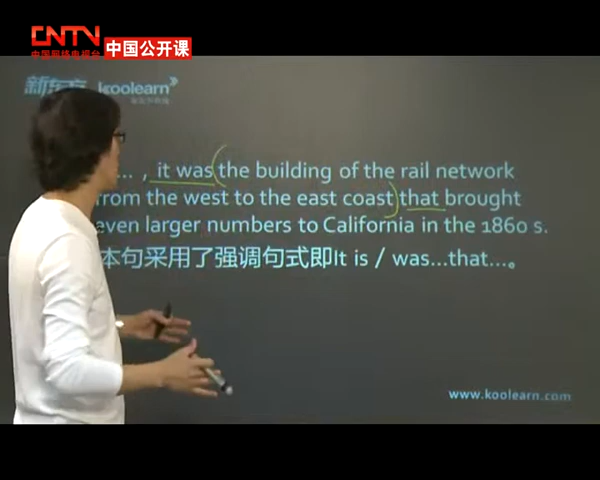 CNTV
中国网络电视台
中国公开课
新东方 koolearn
... , it was the building of the rail network
from the west to the east coast that brought
even larger numbers to California in the 1860 s.
本句采用了强调句式即It is / was...that...。
www.koolearn.com